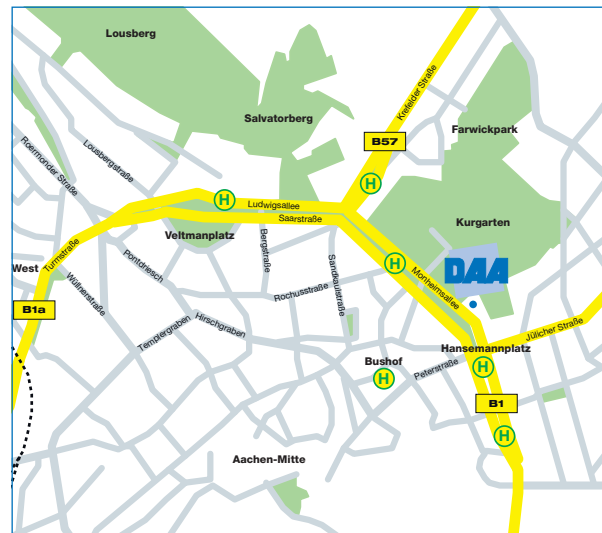 Lousberg
Krefelder Straße
Salvatorberg
Farwickpark
B57
Roermonder Straße
Lousbergstraße
H
H
Ludwigsallee
Saarstraße
Kurgarten
Veltmanplatz
Bergstraße
Turmstraße
Pontdriesch
Sandkaulstraße
H
Monheimsallee
DAA
West
Wüllnerstraße
Rochusstraße
B1a
Templergraben
Hirschgraben
Jülicher Straße
Hansemannplatz
Bushof
Peterstraße
H
H
B1
H
Aachen-Mitte